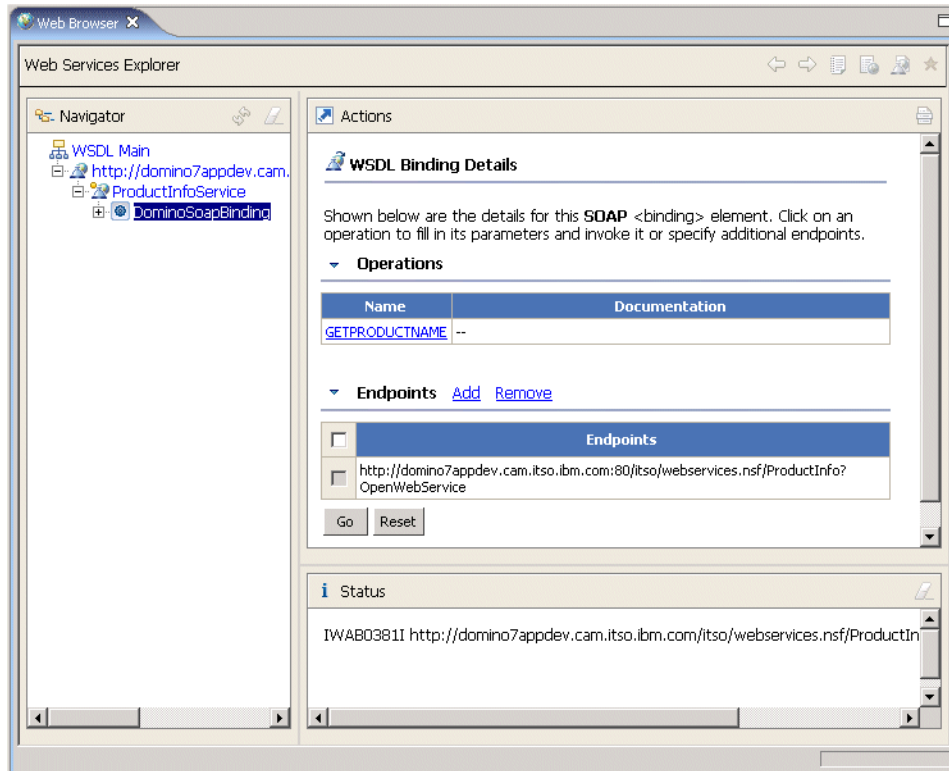 Web Browser
Web Services Explorer
Navigator
WSDL Main
http://domino7appdev.cam.
ProductInfoService
DominoSoapBinding
Actions
WSDL Binding Details
Shown below are the details for this SOAP <binding> element. Click on an
operation to fill in its parameters and invoke it or specify additional endpoints.
Operations
Name Documentation
GETPRODUCTNAME --
Endpoints Add Remove
Endpoints
http://domino7appdev.cam.itso.ibm.com:80/itso/webservices.nsf/ProductInfo?
OpenWebService
Go Reset
i Status
IWAB0381I http://domino7appdev.cam.itso.ibm.com/itso/webservices.nsf/ProductIn